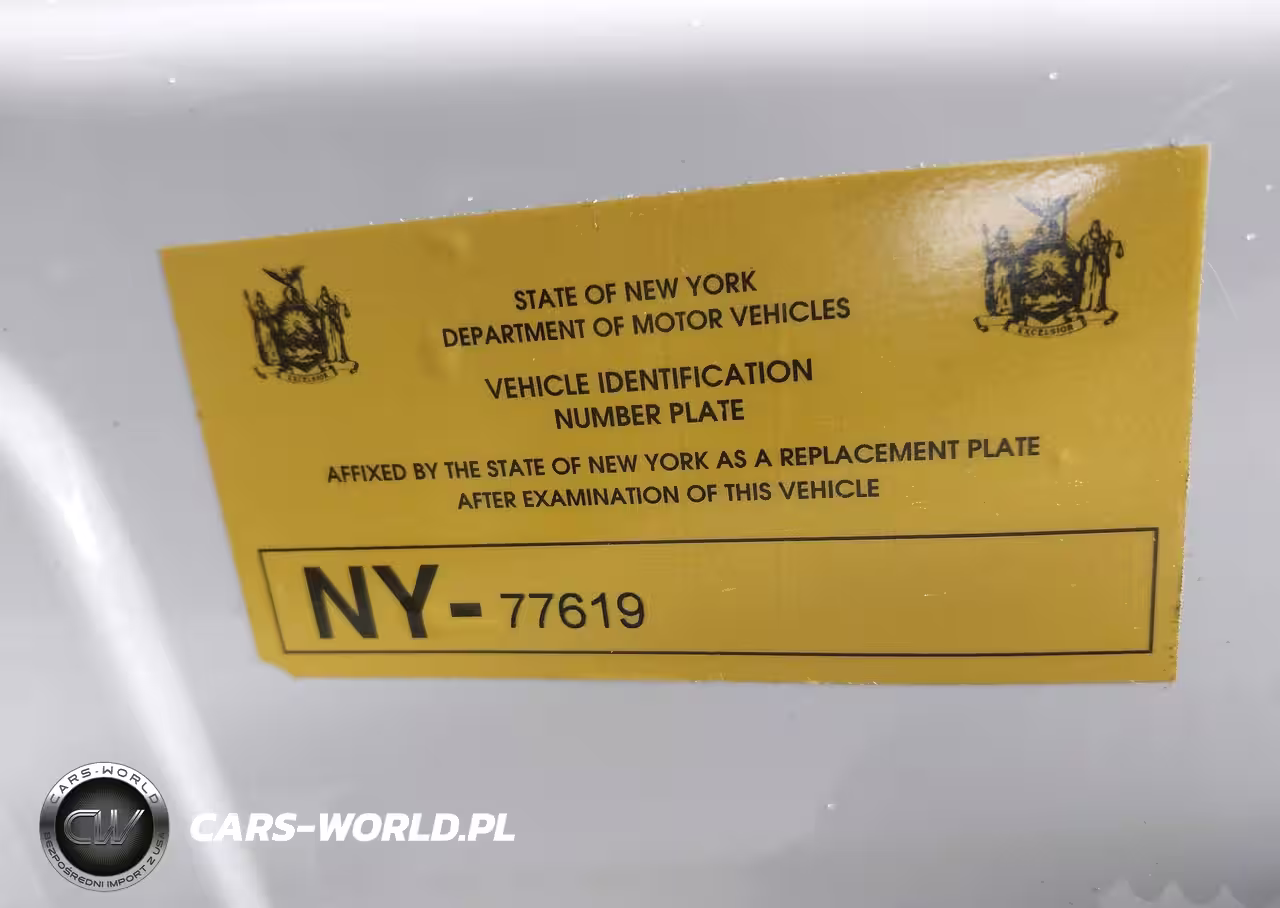 STATE OF NEW YORK
DEPARTMENT OF MOTOR VEHICLES
VEHICLE IDENTIFICATION
NUMBER PLATE
AFFIXED BY THE STATE OF NEW YORK AS A REPLACEMENT PLATE
AFTER EXAMINATION OF THIS VEHICLE
EXCELSIOR
EXCELSIOR
NY-77619
CARS-WORLD
CW
BEZPOŚREDNI IMPORT Z USA
CARS-WORLD.PL